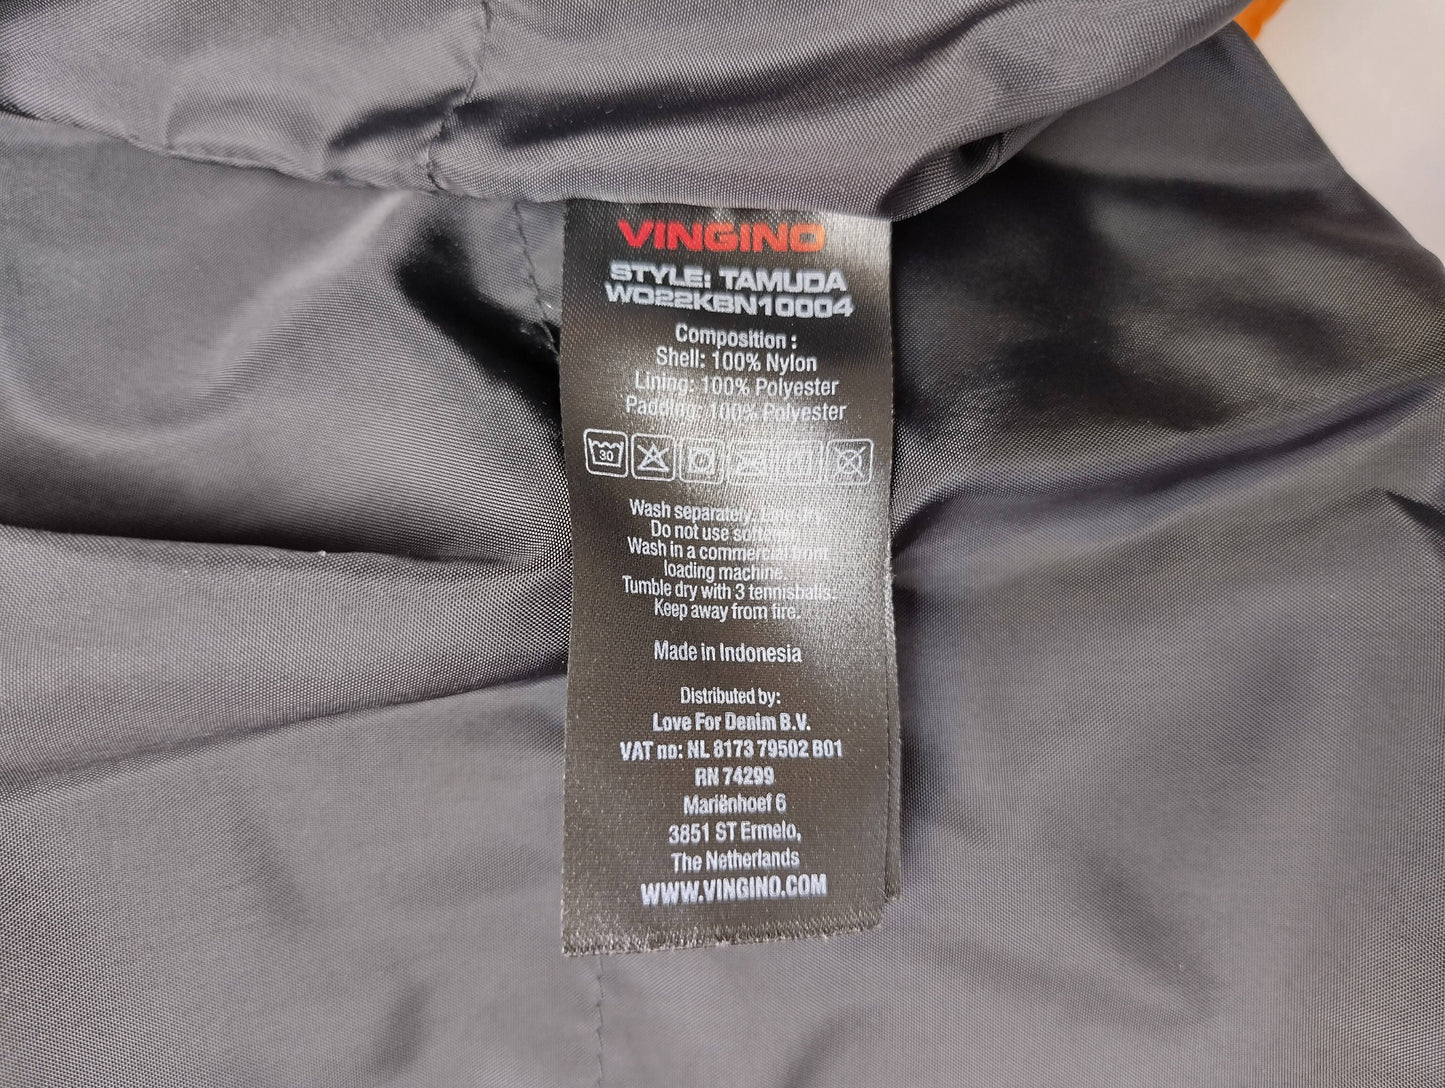 VINGINO
STYLE: TAMUDA
WO22KBN10004
Composition :
Shell: 100% Nylon
Lining: 100% Polyester
Padding: 100% Polyester
30
Wash separately.
Do not use softener.
Wash in a commercial front
loading machine.
Tumble dry with 3 tennisballs.
Keep away from fire.
Made in Indonesia
Distributed by:
Love For Denim B.V.
VAT no: NL 8173 79502 B01
RN 74299
Mariënhoef 6
3851 ST Ermelo,
The Netherlands
WWW.VINGINO.COM